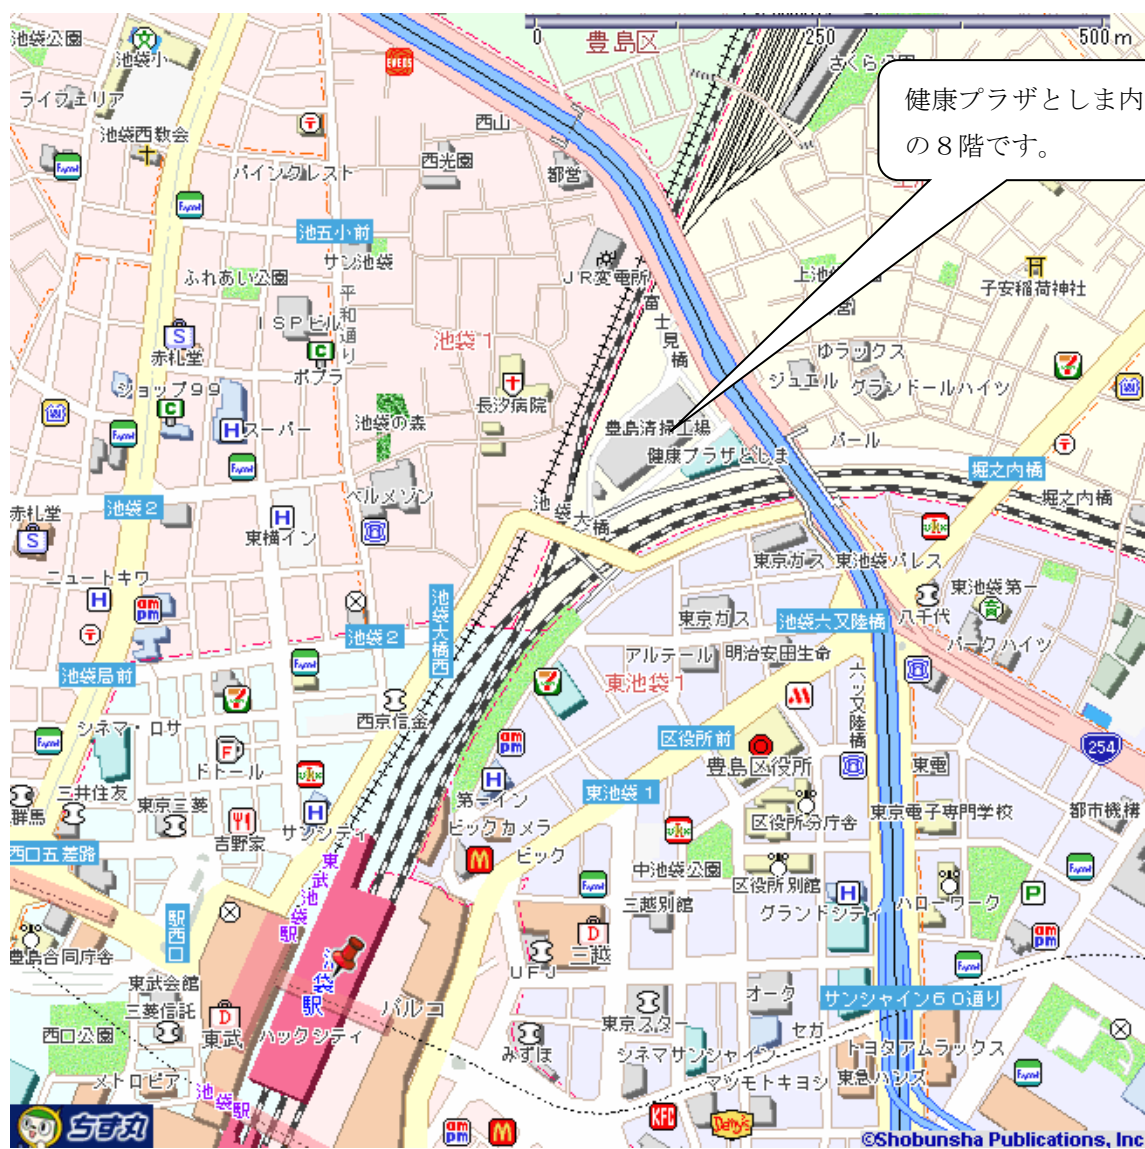 0
250
500 m
池袋公園
池袋小
豊島区
さくら公園
健康プラザとしま内
の８階です。
ライフェリア
池袋西教会
西山
西光園
都営
パインクレスト
池五小前
サン池袋
ふれあい公園
平和通り
ＪＲ変電所
富士見橋
子安稲荷神社
ＩＳＰビル
池袋１
赤札堂
ポプラ
ショップ９９
長汐病院
ゆラックス
ジュエル
グランドールハイツ
スーパー
池袋の森
豊島清掃工場
健康プラザとしま
パール
堀之内橋
堀之内橋
池袋２
ベルメゾン
池袋大橋
赤札堂
東横イン
東京ガス
東池袋パレス
ニュートキワ
池袋大橋西
東池袋第一
八千代
東京ガス
池袋六又陸橋
池袋２
パークハイツ
アルテール
明治安田生命
池袋局前
東池袋１
六ッ又陸橋
西京信金
シネマ・ロサ
区役所前
254
ドトール
豊島区役所
東電
三井住友
第一イン
東池袋１
群馬
東京三菱
サンシティ
吉野家
ビックカメラ
区役所分庁舎
東京電子専門学校
都市機構
西口五差路
ビック
中池袋公園
区役所別館
東武池袋駅
駅西口
三越別館
グランドシティ
ハローワーク
豊島合同庁舎
ＵＦＪ
三越
池袋駅
東武会館
三菱信託
オーク
サンシャイン６０通り
パルコ
西口公園
東武
ハックシティ
東京スター
セガ
みずほ
シネマサンシャイン
トヨタアムラックス
メトロピア
マツモトキヨシ
東急ハンズ
池袋駅
KFC
Denny's
ちず丸
©Shobunsha Publications, Inc